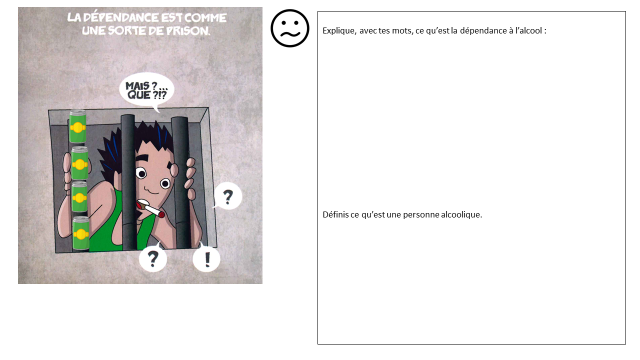 LA DÉPENDANCE EST COMME
UNE SORTE DE PRISON.
MAIS ?...
QUE ?!?
?
?
!
Explique, avec tes mots, ce qu'est la dépendance à l'alcool :
Définis ce qu'est une personne alcoolique.